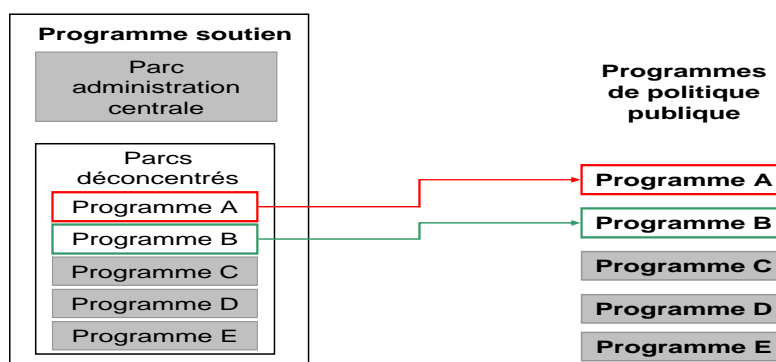 Programme soutien
Parc
administration
centrale
Parcs
déconcentrés
Programme A
Programme B
Programme C
Programme D
Programme E
Programmes
de politique
publique
Programme A
Programme B
Programme C
Programme D
Programme E